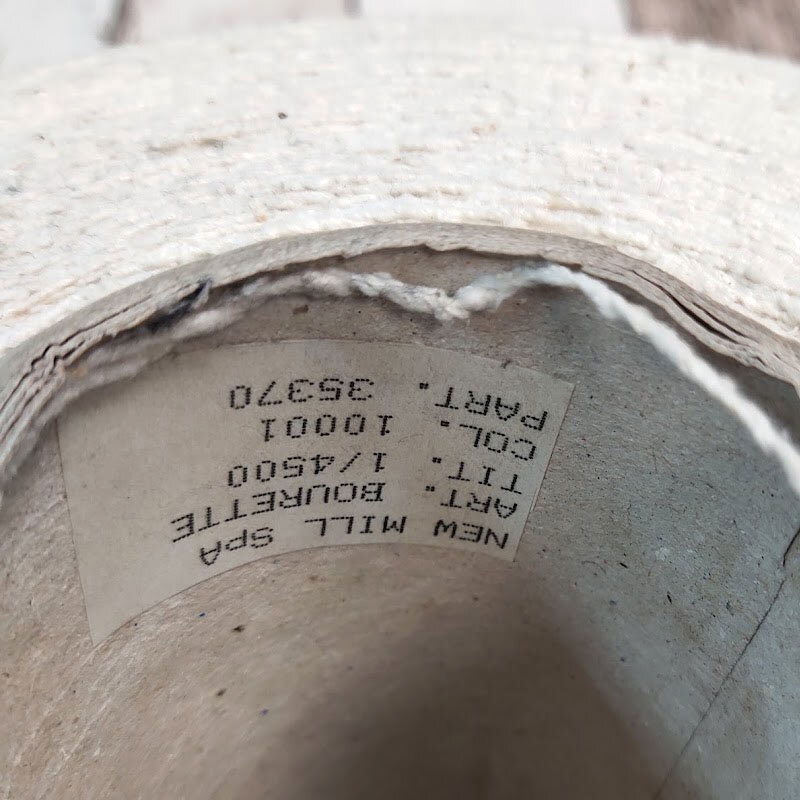 NEW MILL SPA
ART. BOURETTE
TIT. 1/4500
COL. 10001
PART. 35370